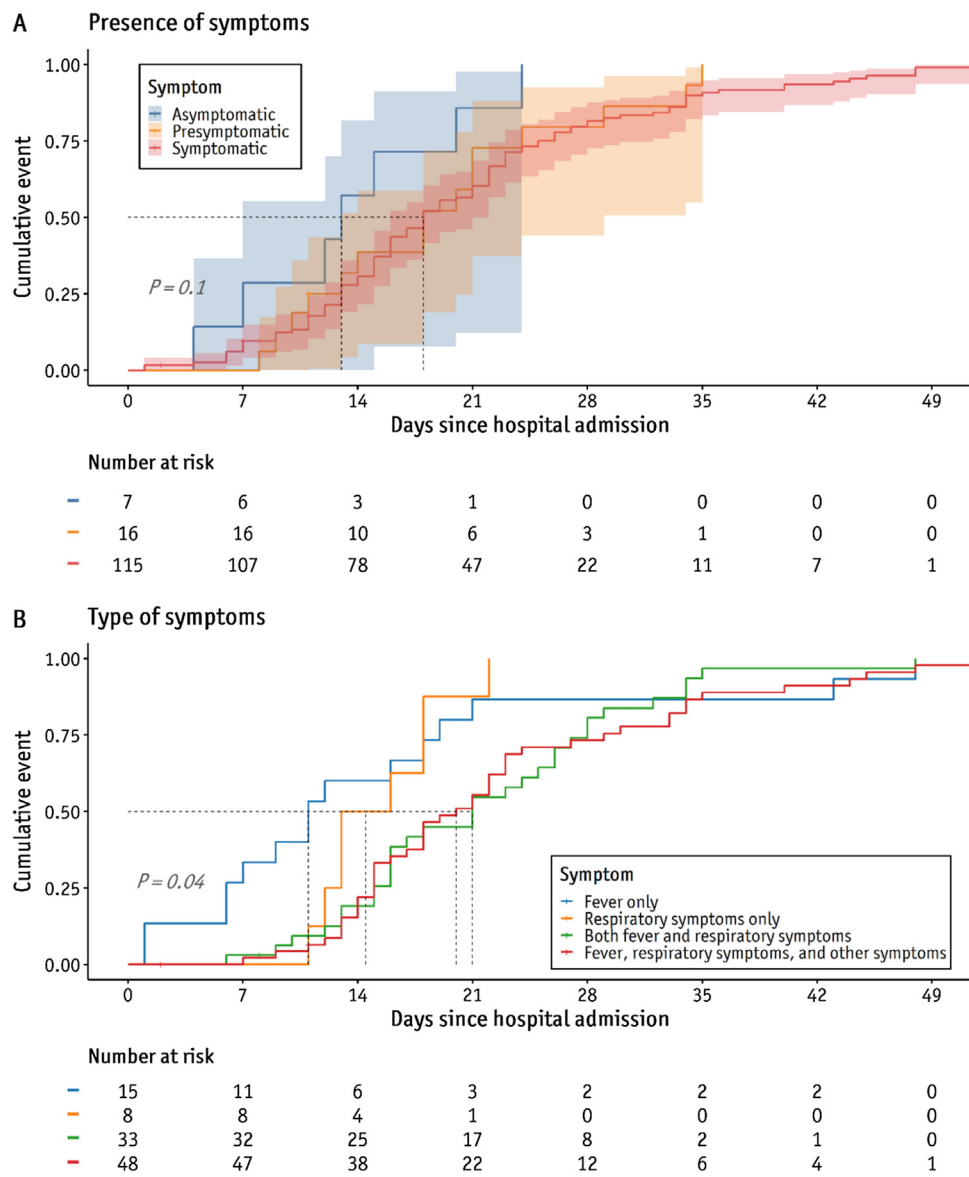 A Presence of symptoms
1.00
0.75
0.50
0.25
0.00
Cumulative event
Symptom
Asymptomatic
Presymptomatic
Symptomatic
P = 0.1
0 7 14 21 28 35 42 49
Days since hospital admission
Number at risk
7 6 3 1 0 0 0 0
16 16 10 6 3 1 0 0
115 107 78 47 22 11 7 1
B Type of symptoms
1.00
0.75
0.50
0.25
0.00
Cumulative event
P = 0.04
Symptom
Fever only
Respiratory symptoms only
Both fever and respiratory symptoms
Fever, respiratory symptoms, and other symptoms
0 7 14 21 28 35 42 49
Days since hospital admission
Number at risk
15 11 6 3 2 2 2 0
8 8 4 1 0 0 0 0
33 32 25 17 8 2 1 0
48 47 38 22 12 6 4 1